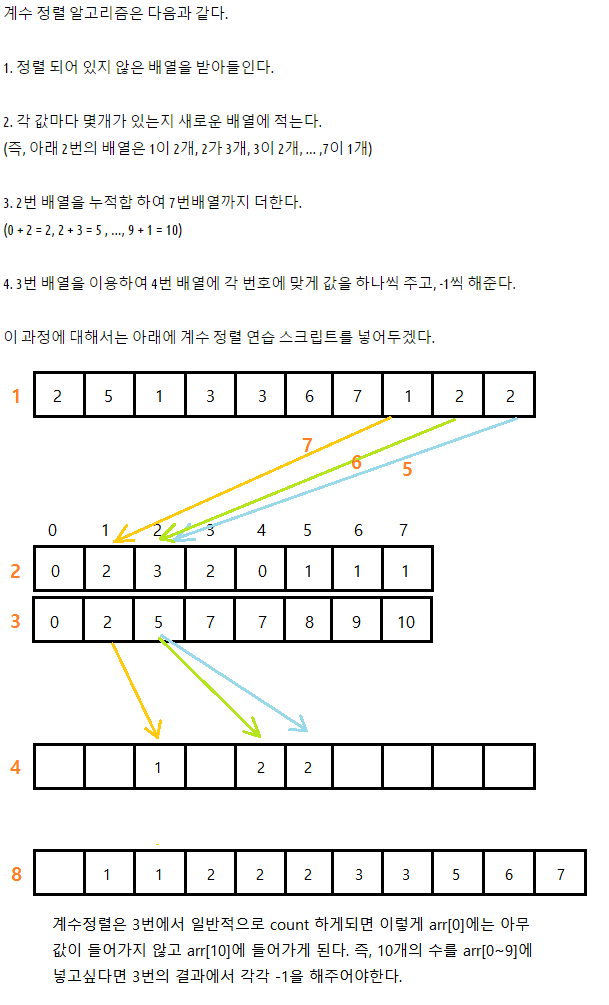 계수 정렬 알고리즘은 다음과 같다.
1. 정렬 되어 있지 않은 배열을 받아들인다.
2. 각 값마다 몇개가 있는지 새로운 배열에 적는다.
(즉, 아래 2번의 배열은 1이 2개, 2가 3개, 3이 2개, ... ,7이 1개)
3. 2번 배열을 누적합 하여 7번배열까지 더한다.
(0 + 2 = 2, 2 + 3 = 5 , ..., 9 + 1 = 10)
4. 3번 배열을 이용하여 4번 배열에 각 번호에 맞게 값을 하나씩 주고, -1씩 해준다.
이 과정에 대해서는 아래에 계수 정렬 연습 스크립트를 넣어두겠다.
1 2 5 1 3 3 6 7 1 2 2
7 6 5
0 1 2 3 4 5 6 7
2 0 2 3 2 0 1 1 1
3 0 2 5 7 7 8 9 10
4 1 2 2
8 1 1 2 2 2 3 3 5 6 7
계수정렬은 3번에서 일반적으로 count 하게되면 이렇게 arr[0]에는 아무
값이 들어가지 않고 arr[10]에 들어가게 된다. 즉, 10개의 수를 arr[0~9]에
넣고싶다면 3번의 결과에서 각각 -1을 해주어야한다.